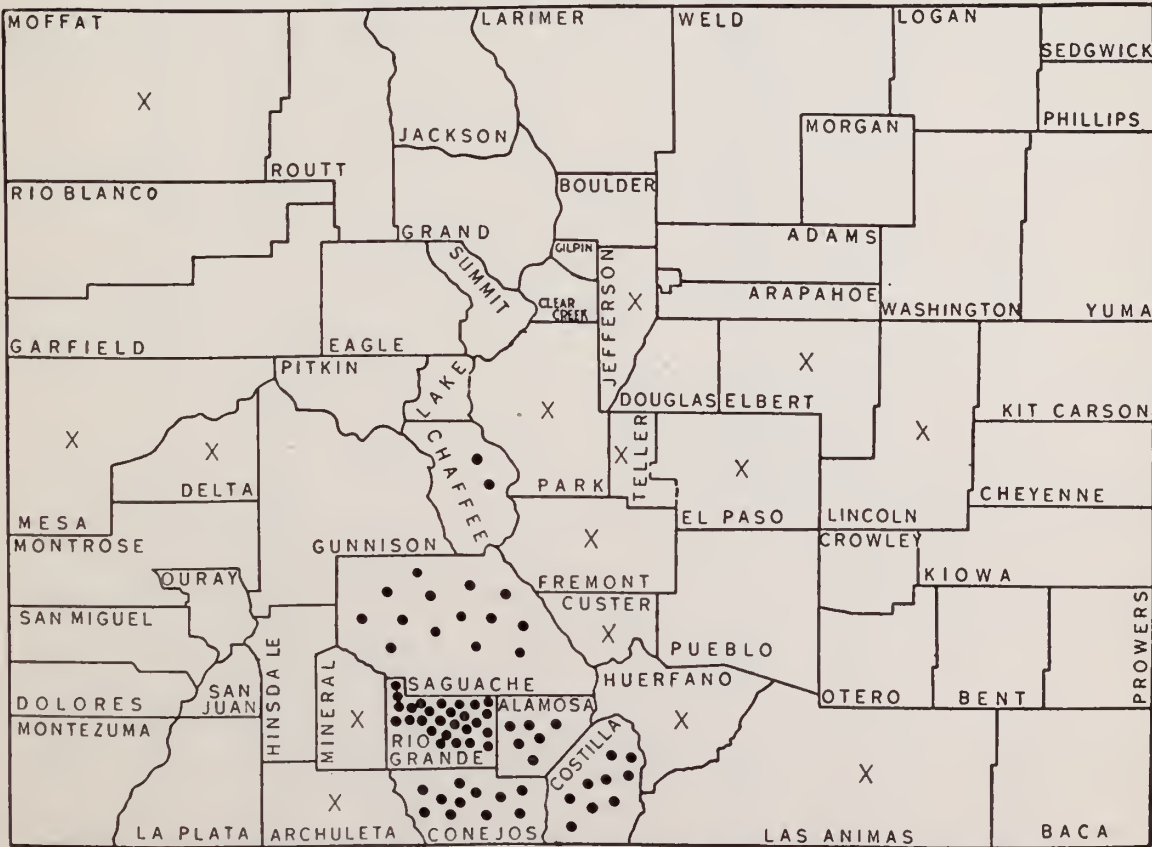 MOFFAT
LARIMER
WELD
LOGAN
SEDGWICK
X
PHILLIPS
MORGAN
JACKSON
ROUTT
RIO BLANCO
BOULDER
GRAND
ADAMS
GILPIN
SUMMIT
JEFFERSON
X
CLEAR
CREEK
ARAPAHOE
WASHINGTON
YUMA
GARFIELD
EAGLE
PITKIN
LAKE
X
DOUGLAS
ELBERT
X
KIT CARSON
X
X
X
CHAFFEE
TELLER
X
X
X
DELTA
PARK
CHEYENNE
MESA
EL PASO
LINCOLN
MONTROSE
GUNNISON
X
CROWLEY
OURAY
FREMONT
KIOWA
SAN MIGUEL
CUSTER
X
PUEBLO
PROWERS
HINSDALE
MINERAL
SAGUACHE
HUERFANO
DOLORES
SAN
JUAN
OTERO
BENT
ALAMOSA
MONTEZUMA
X
X
RIO
GRANDE
COSTILLA
X
X
LA PLATA
ARCHULETA
CONEJOS
LAS ANIMAS
BACA